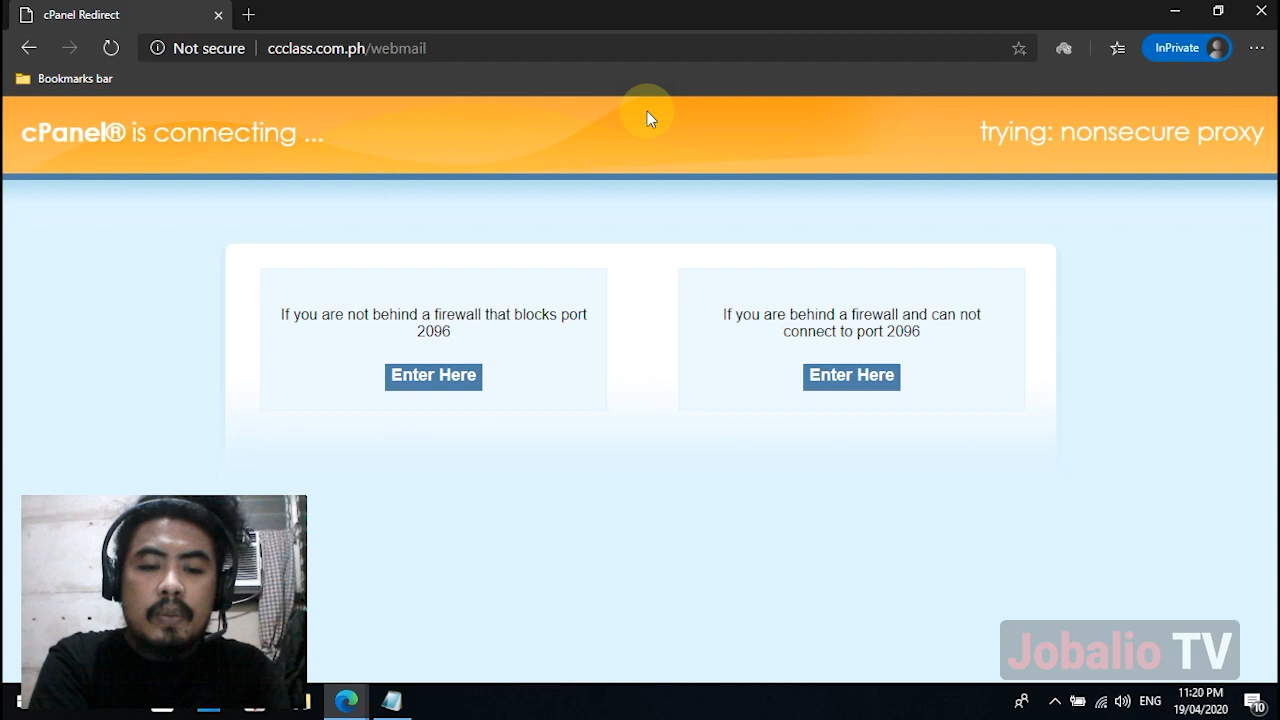 cPanel Redirect
Not secure
ccclass.com.ph/webmail
InPrivate
Bookmarks bar
cPanel® is connecting ...
trying: nonsecure proxy
If you are not behind a firewall that blocks port
2096
Enter Here
If you are behind a firewall and can not
connect to port 2096
Enter Here
Jobalio TV
ENG
11:20 PM
19/04/2020
10